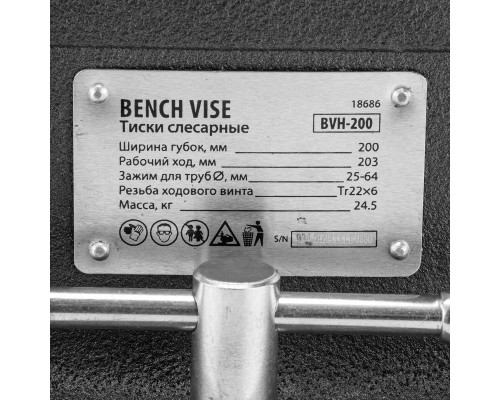 BENCH VISE
18686
Тиски слесарные
BVH-200
Ширина губок, мм 200
Рабочий ход, мм 203
Зажим для труб Ø, мм 25-64
Резьба ходового винта Tr22×6
Масса, кг 24.5
S/N